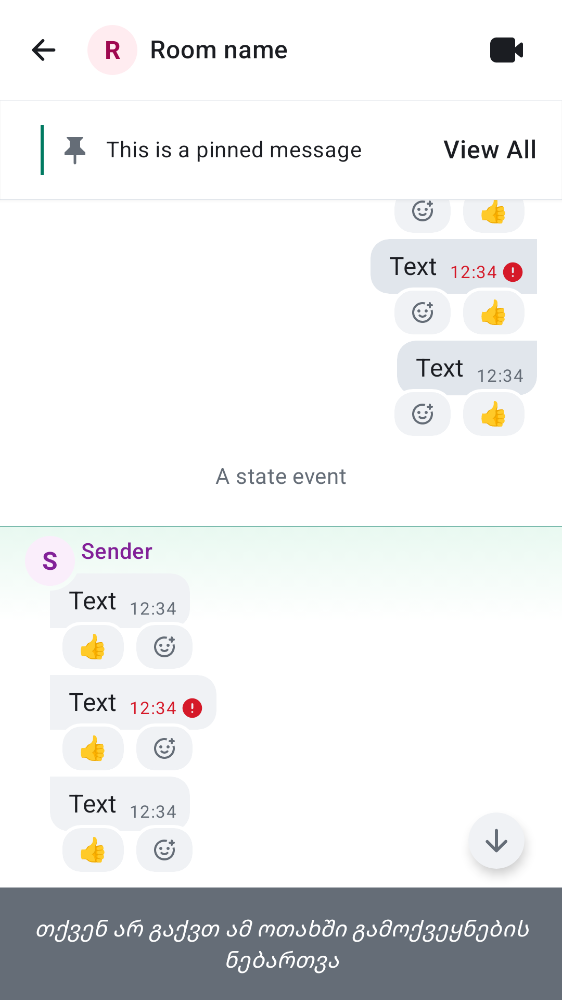 R Room name
This is a pinned message View All
👍
Text 12:34
👍
Text 12:34
👍
A state event
S Sender
Text 12:34
👍
Text 12:34
👍
Text 12:34
👍
თქვენ არ გაქვთ ამ ოთახში გამოქვეყნების
ნებართვა